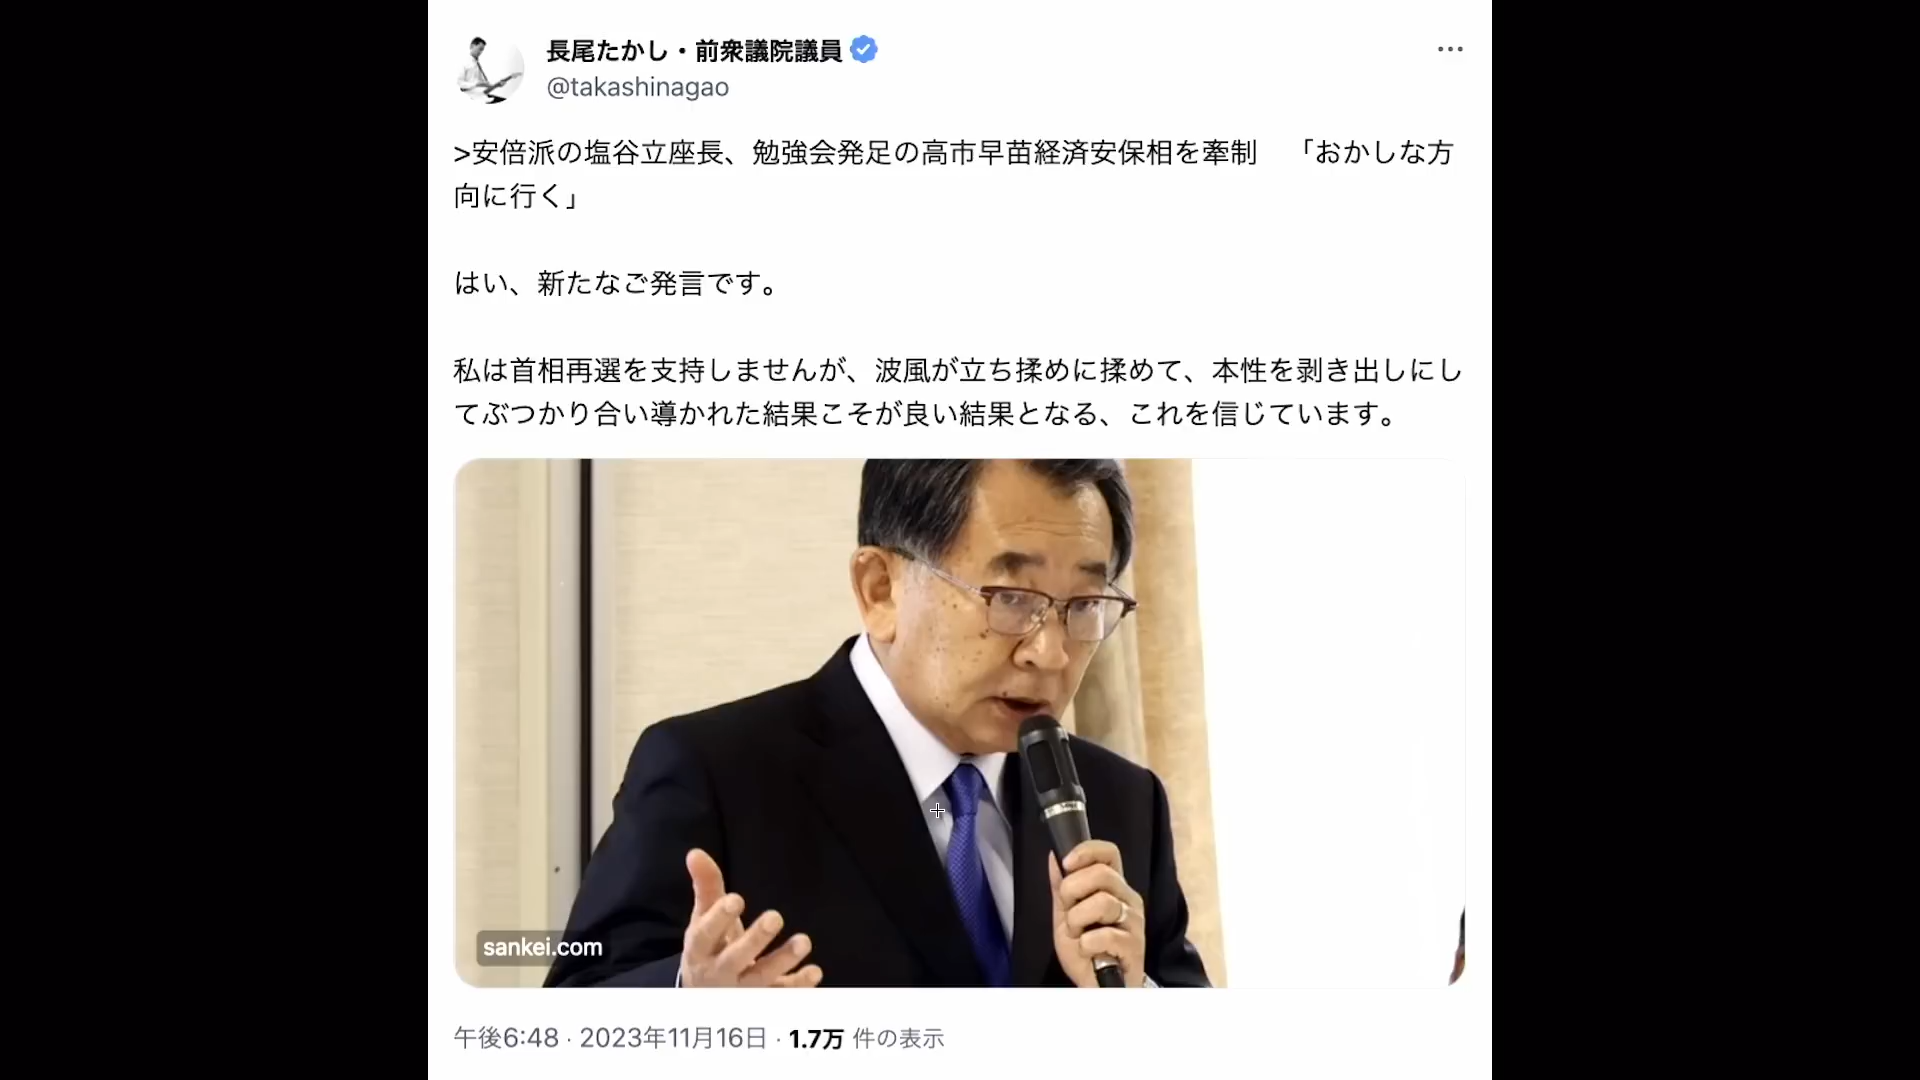 長尾たかし・前衆議院議員
@takashinagao
>安倍派の塩谷立座長、勉強会発足の高市早苗経済安保相を牽制　「おかしな方
向に行く」
はい、新たなご発言です。
私は首相再選を支持しませんが、波風が立ち揉めに揉めて、本性を剥き出しにし
てぶつかり合い導かれた結果こそが良い結果となる、これを信じています。
sankei.com
午後6:48 · 2023年11月16日 · 1.7万 件の表示